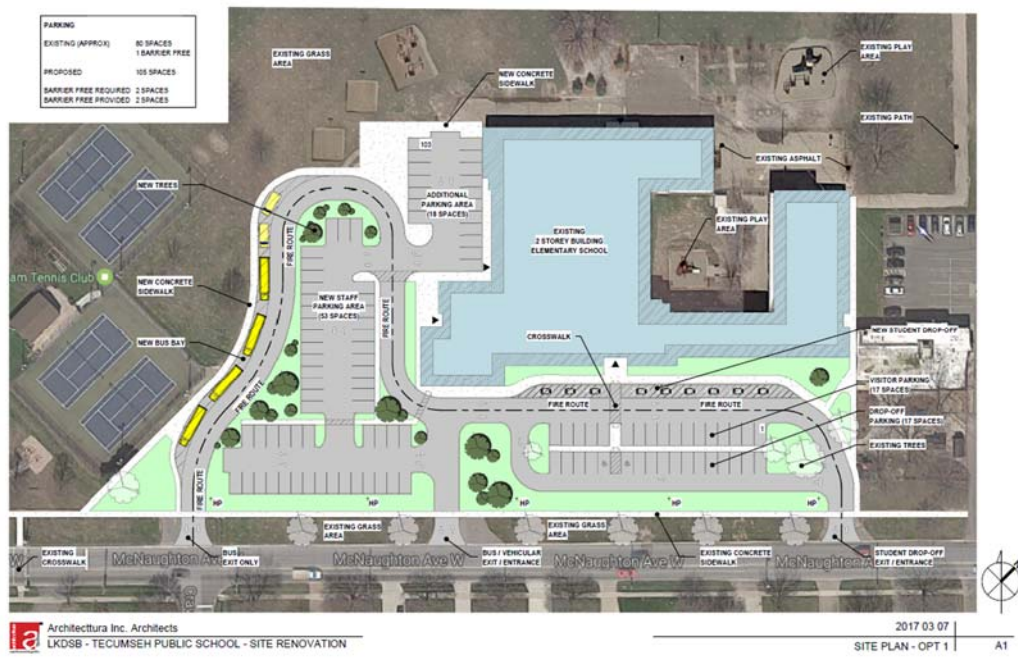 PARKING
EXISTING (APPROX) 80 SPACES
1 BARRIER FREE
PROPOSED 105 SPACES
BARRIER FREE REQUIRED 2 SPACES
BARRIER FREE PROVIDED 2 SPACES
EXISTING GRASS
AREA
NEW CONCRETE
SIDEWALK
EXISTING PLAY
AREA
EXISTING PATH
103
EXISTING ASPHALT
NEW TREES
ADDITIONAL
PARKING AREA
(18 SPACES)
EXISTING
2 STOREY BUILDING
ELEMENTARY SCHOOL
EXISTING PLAY
AREA
FIRE ROUTE
am Tennis Club
NEW CONCRETE
SIDEWALK
NEW STAFF
PARKING AREA
(53 SPACES)
FIRE ROUTE
CROSSWALK
NEW STUDENT DROP-OFF
NEW BUS BAY
VISITOR PARKING
(17 SPACES)
FIRE ROUTE
FIRE ROUTE
FIRE ROUTE
DROP-OFF
PARKING (17 SPACES)
1
EXISTING TREES
FIRE ROUTE
HP
HP
HP
HP
EXISTING GRASS
AREA
EXISTING GRASS
AREA
EXISTING
CROSSWALK
McNaughton Ave
BUS
EXIT ONLY
McNaughton Ave W
BUS / VEHICULAR
EXIT / ENTRANCE
McNaughton Ave W
EXISTING CONCRETE
SIDEWALK
McNaughton A
STUDENT DROP-OFF
EXIT / ENTRANCE
a
Architecttura Inc. Architects
LKDSB - TECUMSEH PUBLIC SCHOOL - SITE RENOVATION
2017 03 07
SITE PLAN - OPT 1
A1